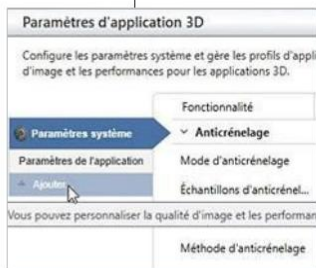 Paramètres d'application 3D
Configure les paramètres système et gère les profils d'appli
d'image et les performances pour les applications 3D.
Fonctionnalité
Paramètres système
Anticrénelage
Paramètres de l'application
Mode d'anticrénelage
Ajouter
Échantillons d'anticrénel...
Vous pouvez personnaliser la qualité d'image et les performan
Méthode d'anticrénelage